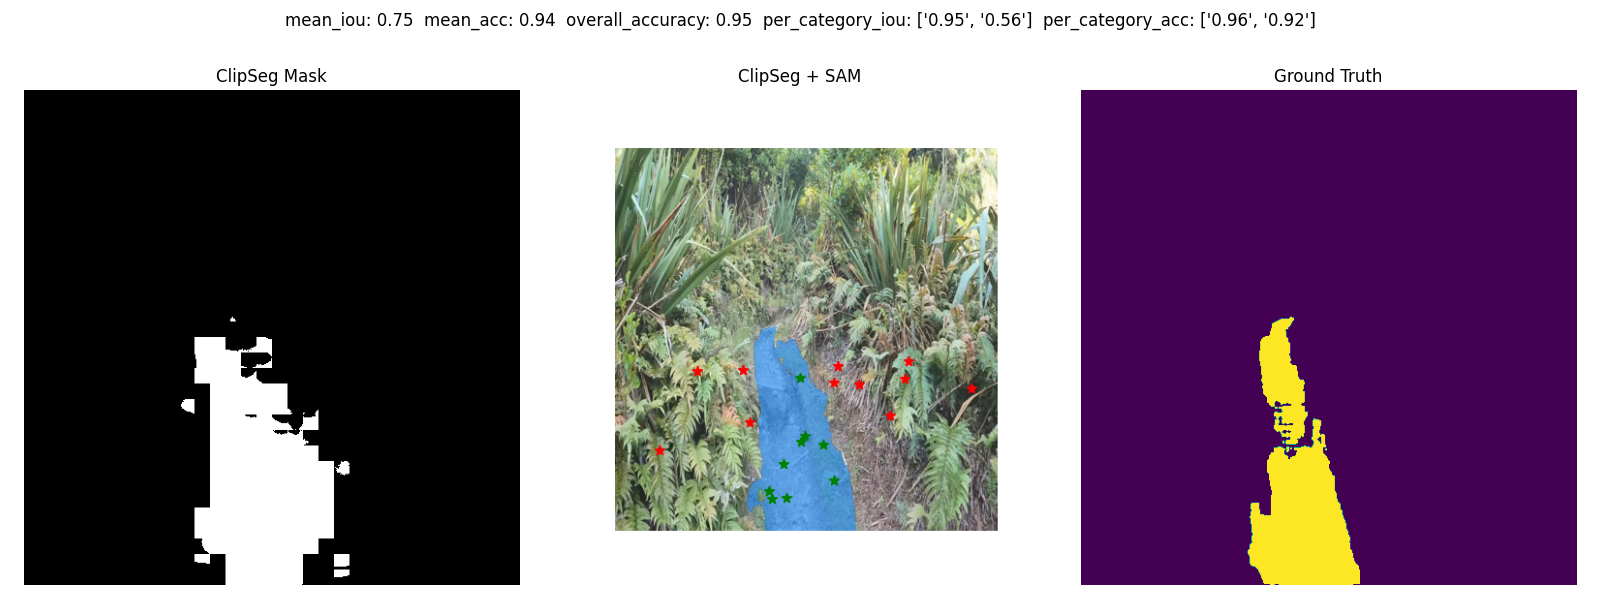 mean_iou: 0.75  mean_acc: 0.94  overall_accuracy: 0.95  per_category_iou: ['0.95', '0.56']  per_category_acc: ['0.96', '0.92']
ClipSeg Mask
ClipSeg + SAM
Ground Truth